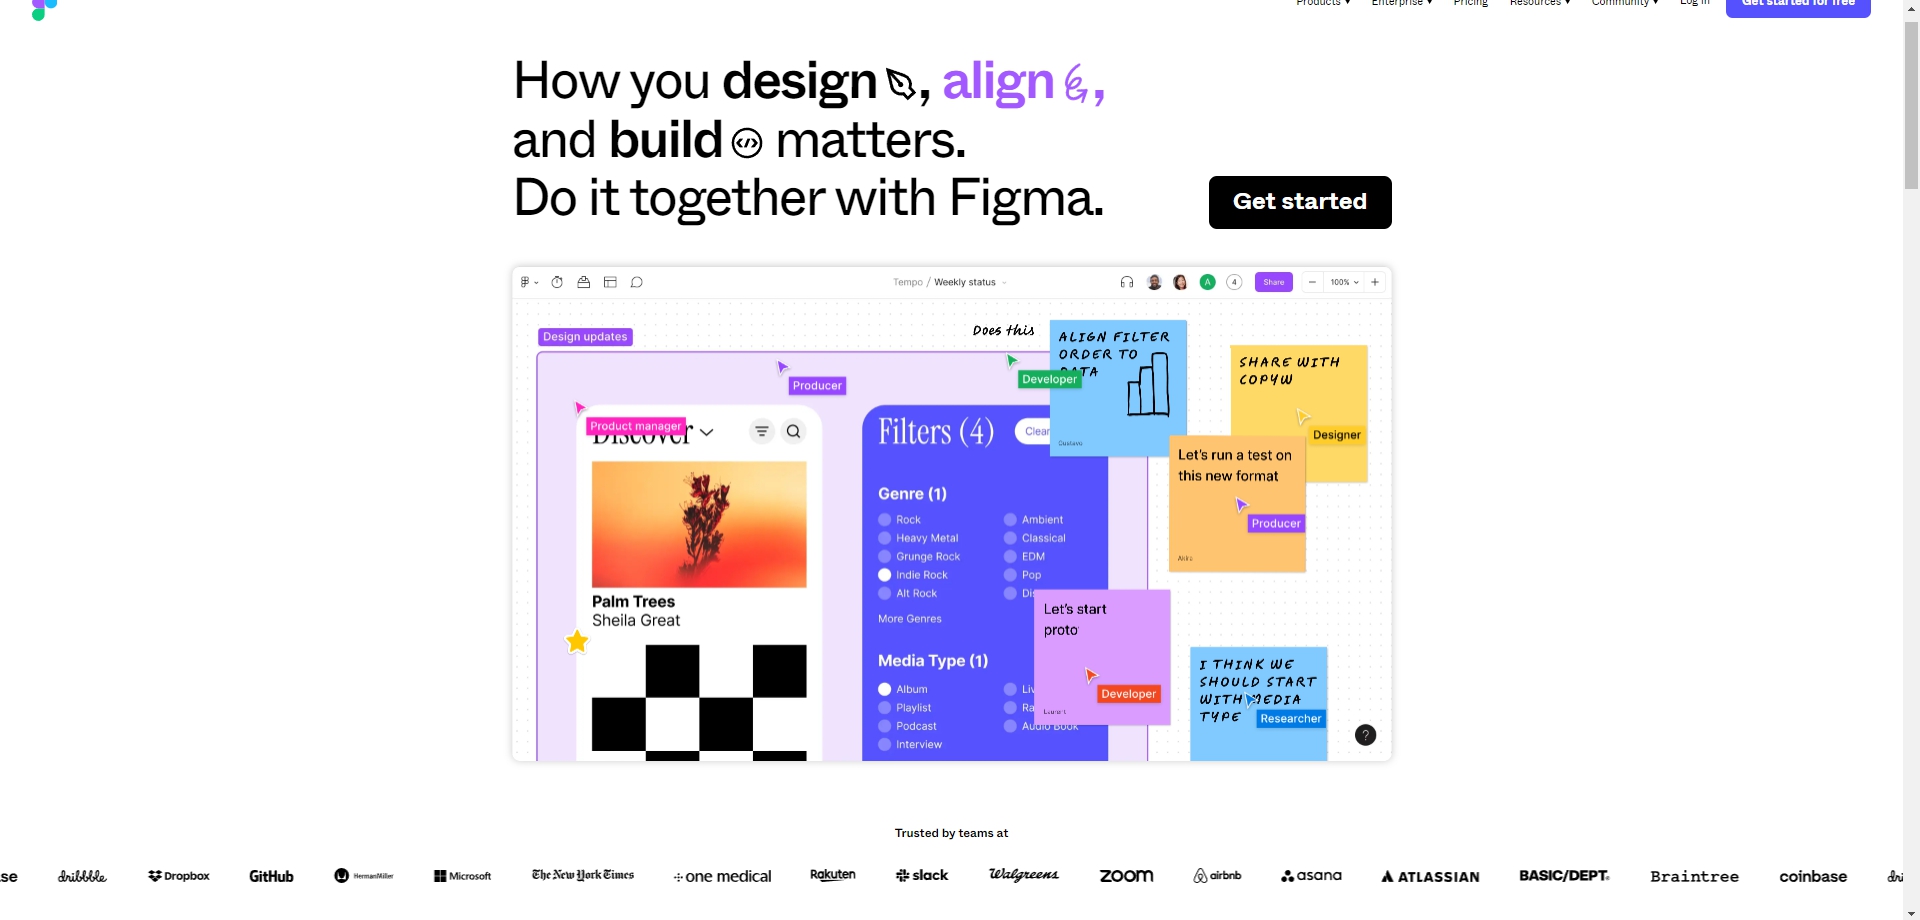 Products ▾ Enterprise ▾ Pricing Resources ▾ Community ▾ Log in Get started for free
How you design, align,
and build </> matters.
Do it together with Figma.
Get started
Tempo / Weekly status
A 4 Share − 100% +
Design updates
Does this
Producer
Developer
Product manager
Discover
Palm Trees
Sheila Great
Filters (4)
Clear
Genre (1)
Rock
Heavy Metal
Grunge Rock
Indie Rock
Alt Rock
Ambient
Classical
EDM
Pop
Dis
More Genres
Media Type (1)
Album
Playlist
Podcast
Interview
Liv
Ra
Audio Book
ALIGN FILTER
ORDER TO
DATA
Gustavo
SHARE WITH
COPYW
Designer
Let's run a test on
this new format
Producer
Akira
Let's start
proto
Developer
Laurent
I THINK WE
SHOULD START
WITH MEDIA
TYPE
Researcher
?
Trusted by teams at
se dribbble Dropbox GitHub HermanMiller Microsoft The New York Times one medical Rakuten slack Walgreens zoom airbnb asana ATLASSIAN BASIC/DEPT® Braintree coinbase dri